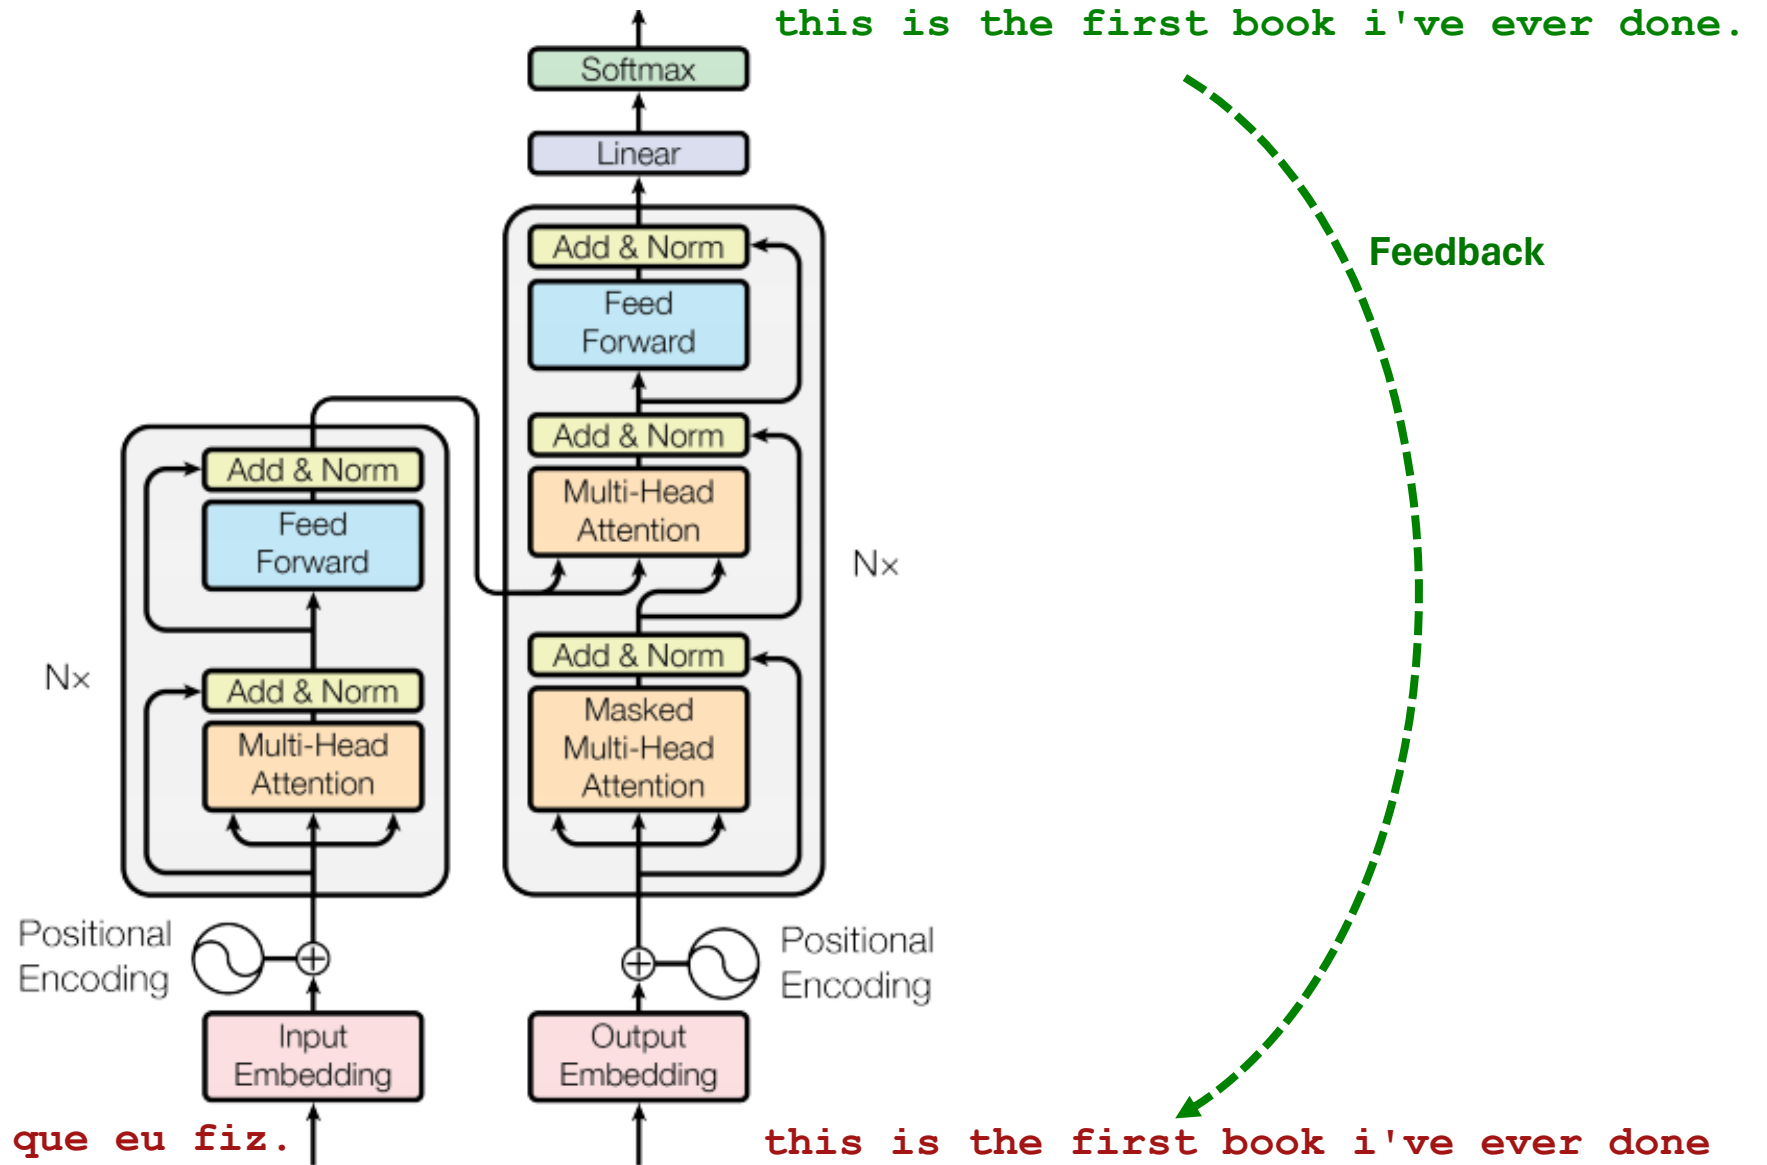 this is the first book i've ever done.
Softmax
Linear
Add & Norm
Feed
Forward
Add & Norm
Multi-Head
Attention
Nx
Add & Norm
Masked
Multi-Head
Attention
Feedback
Add & Norm
Feed
Forward
Nx
Add & Norm
Multi-Head
Attention
Positional
Encoding
Positional
Encoding
Input
Embedding
Output
Embedding
que eu fiz.
this is the first book i've ever done